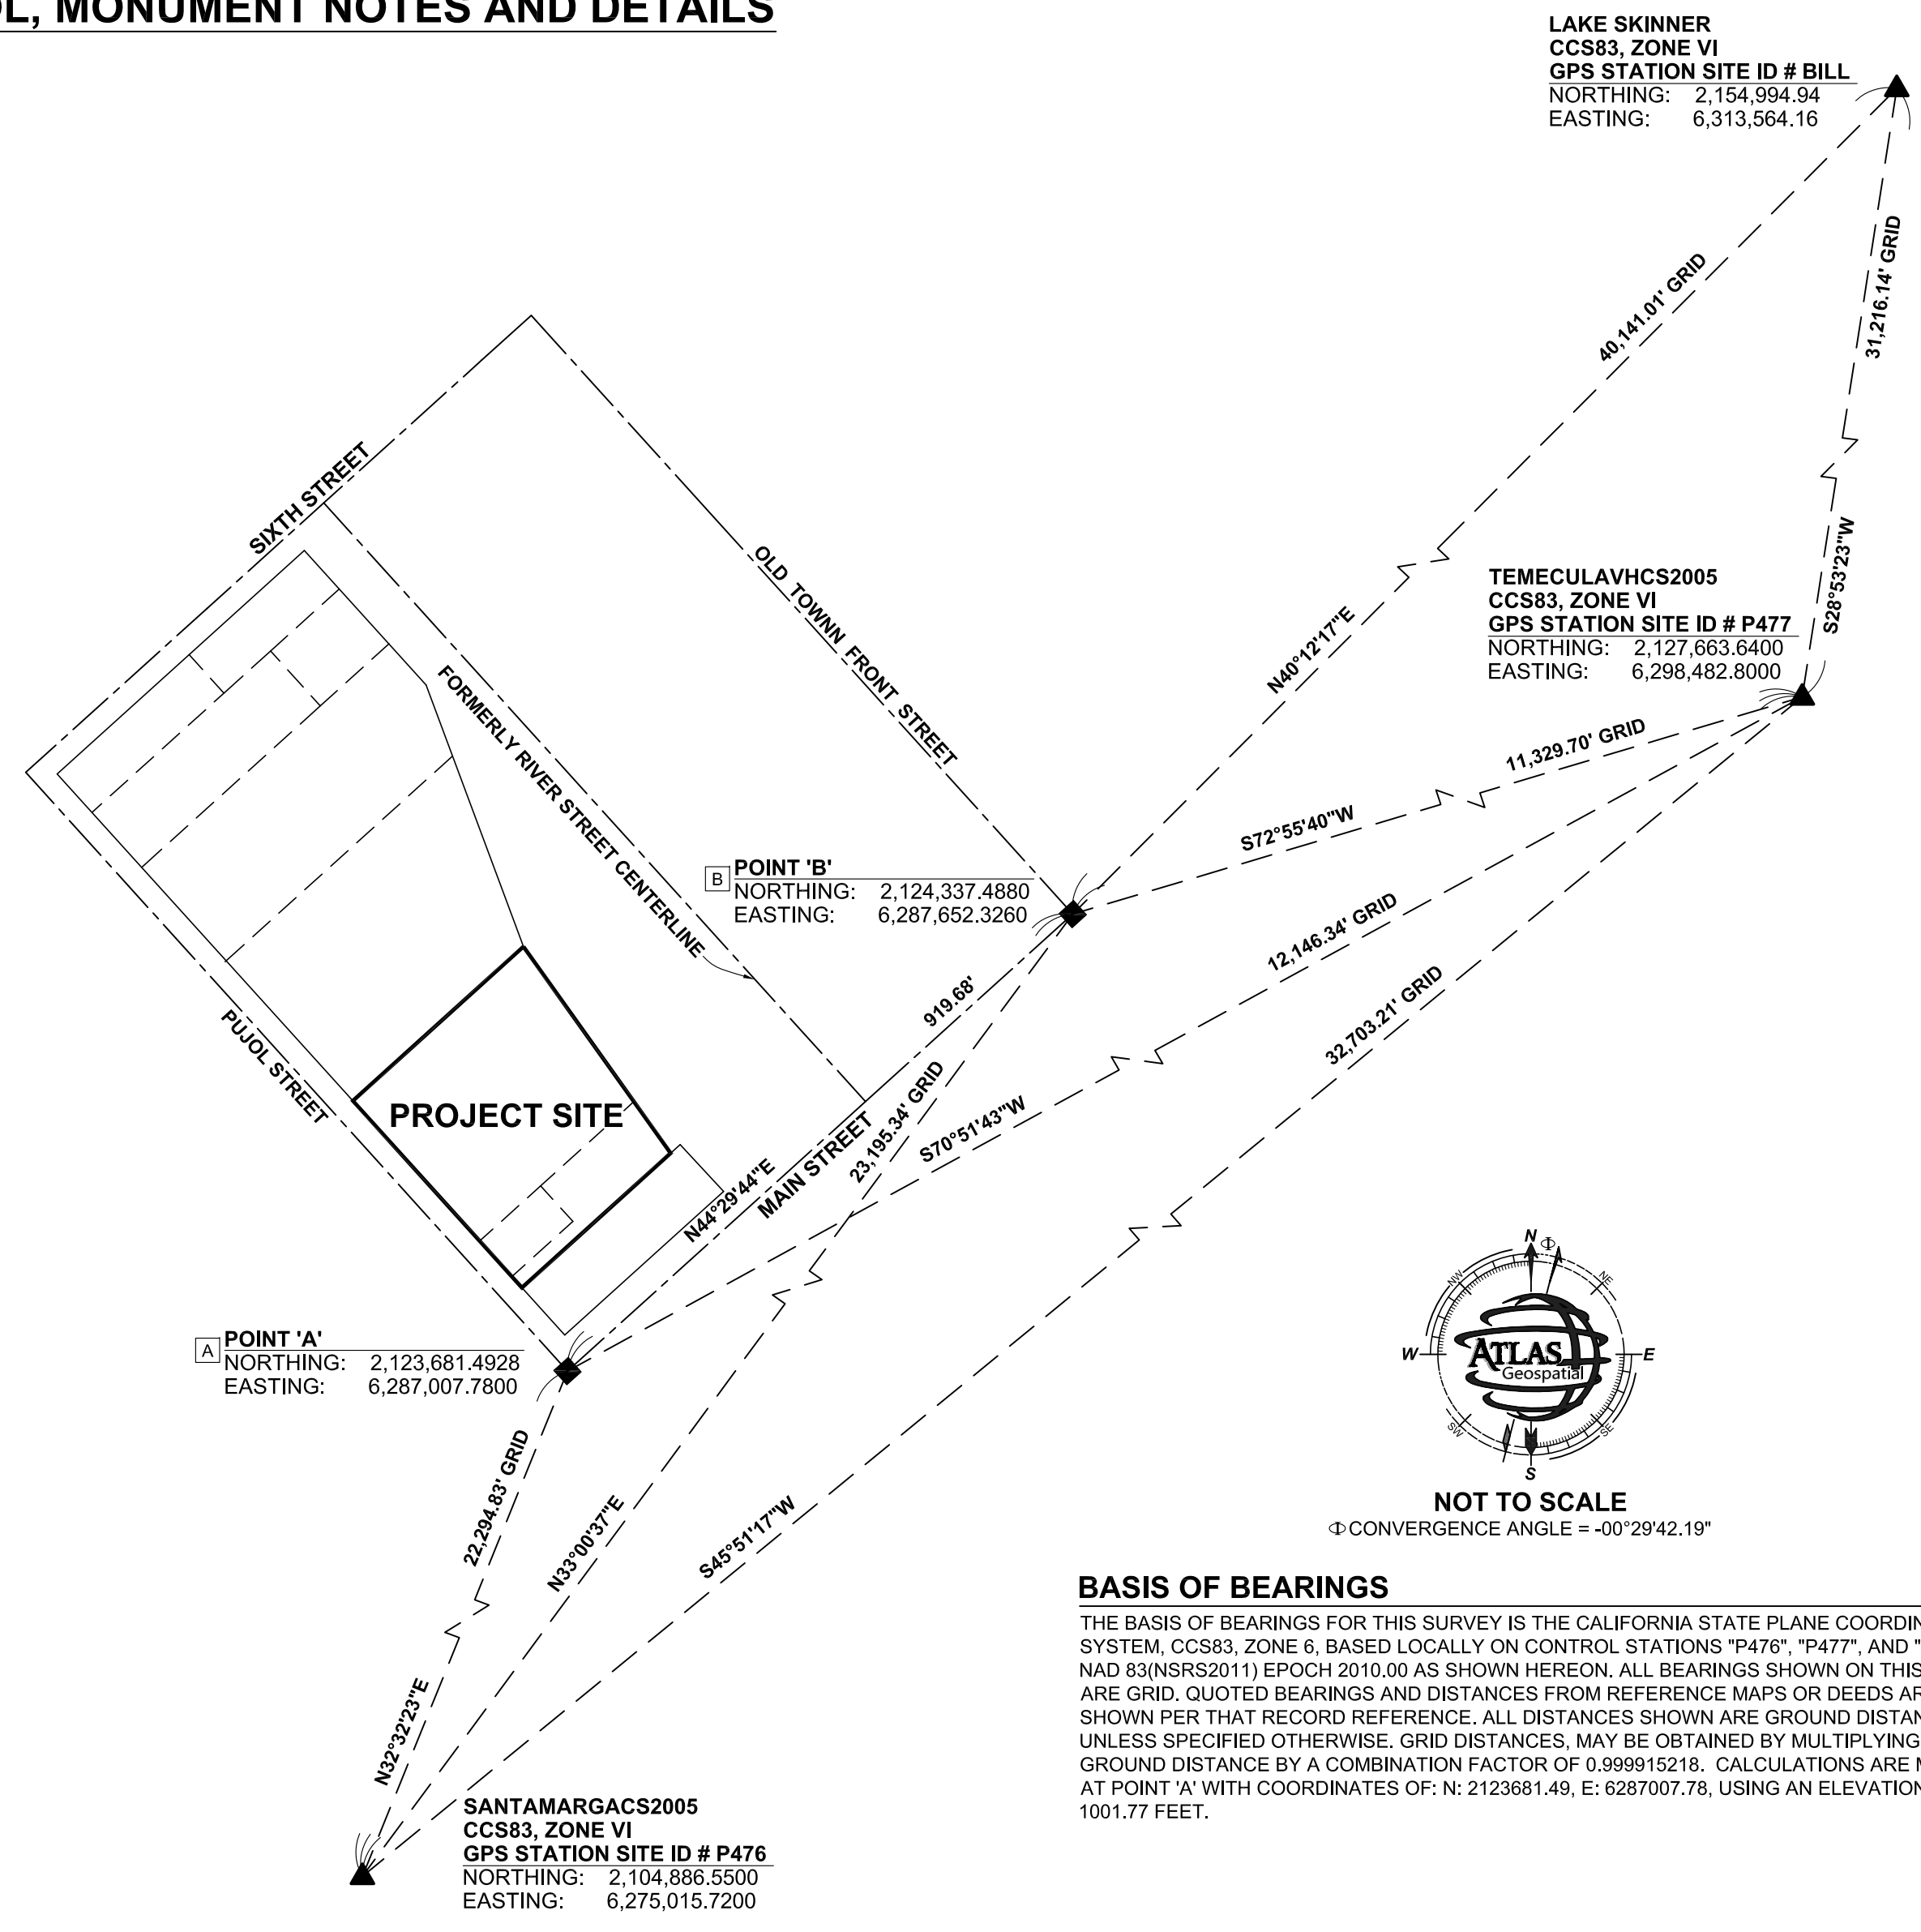 OL, MONUMENT NOTES AND DETAILS
LAKE SKINNER
CCS83, ZONE VI
GPS STATION SITE ID # BILL
NORTHING: 2,154,994.94
EASTING: 6,313,564.16
40,141.01' GRID
31,216.14' GRID
SIXTH STREET
OLD TOWNN FRONT STREET
S28°53'23"W
TEMECULAVHCS2005
CCS83, ZONE VI
GPS STATION SITE ID # P477
NORTHING: 2,127,663.6400
EASTING: 6,298,482.8000
N40°12'17"E
FORMERLY RIVER STREET CENTERLINE
11,329.70' GRID
S72°55'40"W
B
POINT 'B'
NORTHING: 2,124,337.4880
EASTING: 6,287,652.3260
12,146.34' GRID
919.68'
32,703.21' GRID
PUJOL STREET
PROJECT SITE
23,195.34' GRID
S70°51'43"W
MAIN STREET
N44°29'44"E
A
POINT 'A'
NORTHING: 2,123,681.4928
EASTING: 6,287,007.7800
N
Φ
NW
NE
W
E
ATLAS
Geospatial
SW
SE
S
22,294.83' GRID
N33°00'37"E
S45°51'17"W
NOT TO SCALE
Φ CONVERGENCE ANGLE = -00°29'42.19"
N32°32'23"E
BASIS OF BEARINGS
THE BASIS OF BEARINGS FOR THIS SURVEY IS THE CALIFORNIA STATE PLANE COORDIN
SYSTEM, CCS83, ZONE 6, BASED LOCALLY ON CONTROL STATIONS "P476", "P477", AND "
NAD 83(NSRS2011) EPOCH 2010.00 AS SHOWN HEREON. ALL BEARINGS SHOWN ON THIS
ARE GRID. QUOTED BEARINGS AND DISTANCES FROM REFERENCE MAPS OR DEEDS AR
SHOWN PER THAT RECORD REFERENCE. ALL DISTANCES SHOWN ARE GROUND DISTAN
UNLESS SPECIFIED OTHERWISE. GRID DISTANCES, MAY BE OBTAINED BY MULTIPLYING
GROUND DISTANCE BY A COMBINATION FACTOR OF 0.999915218. CALCULATIONS ARE M
AT POINT 'A' WITH COORDINATES OF: N: 2123681.49, E: 6287007.78, USING AN ELEVATION
1001.77 FEET.
SANTAMARGACS2005
CCS83, ZONE VI
GPS STATION SITE ID # P476
NORTHING: 2,104,886.5500
EASTING: 6,275,015.7200